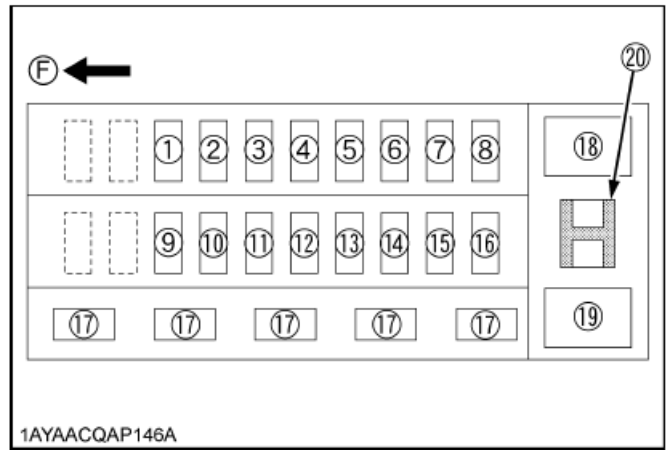 Ⓕ ⑳
① ② ③ ④ ⑤ ⑥ ⑦ ⑧ ⑱
⑨ ⑩ ⑪ ⑫ ⑬ ⑭ ⑮ ⑯
⑰ ⑰ ⑰ ⑰ ⑰ ⑲
1AYAACQAP146A